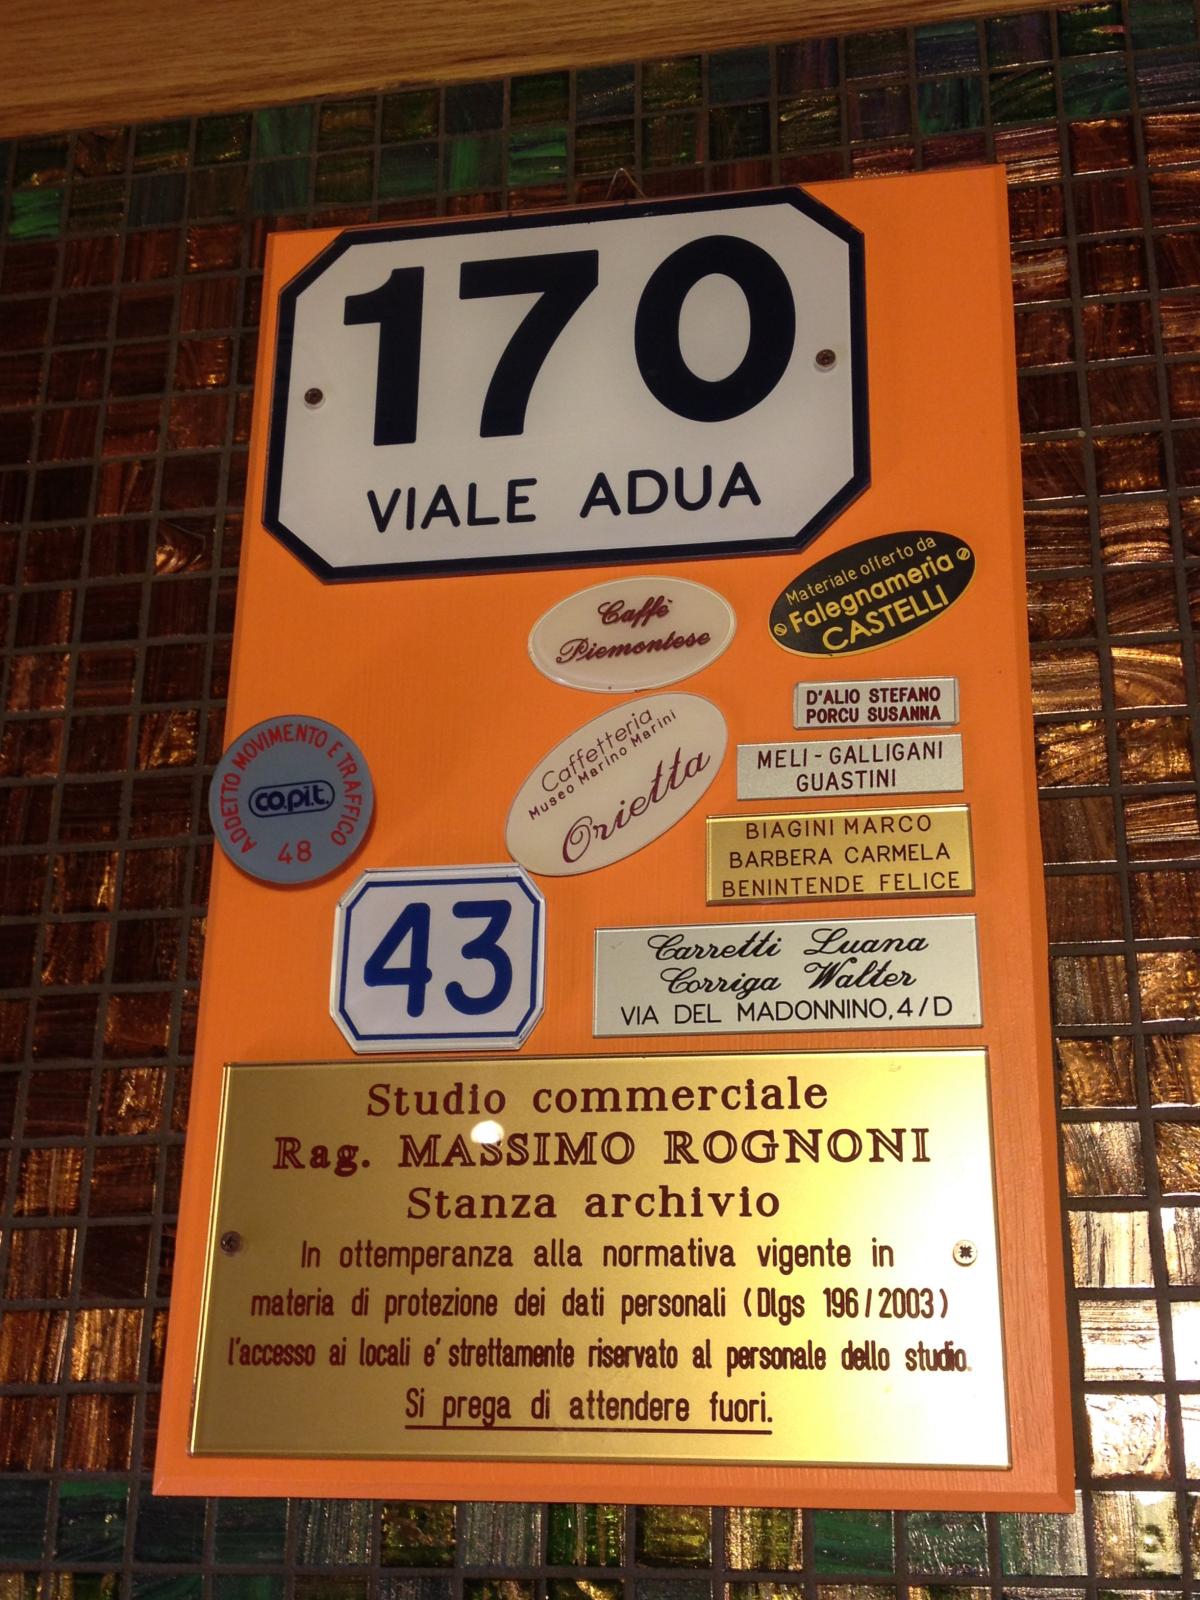 170
VIALE ADUA
Materiale offerto da
Falegnameria
CASTELLI
Caffè
Piemontese
D'ALIO STEFANO
PORCU SUSANNA
Caffetteria
Museo Marino Marini
Orietta
MELI - GALLIGANI
GUASTINI
ADDETTO MOVIMENTO E TRAFFICO
co.pi.t.
48
BIAGINI MARCO
BARBERA CARMELA
BENINTENDE FELICE
43
Carretti Luana
Corriga Walter
VIA DEL MADONNINO, 4/D
Studio commerciale
Rag. MASSIMO ROGNONI
Stanza archivio
In ottemperanza alla normativa vigente in
materia di protezione dei dati personali (Dlgs 196/2003)
l'accesso ai locali e' strettamente riservato al personale dello studio.
Si prega di attendere fuori.